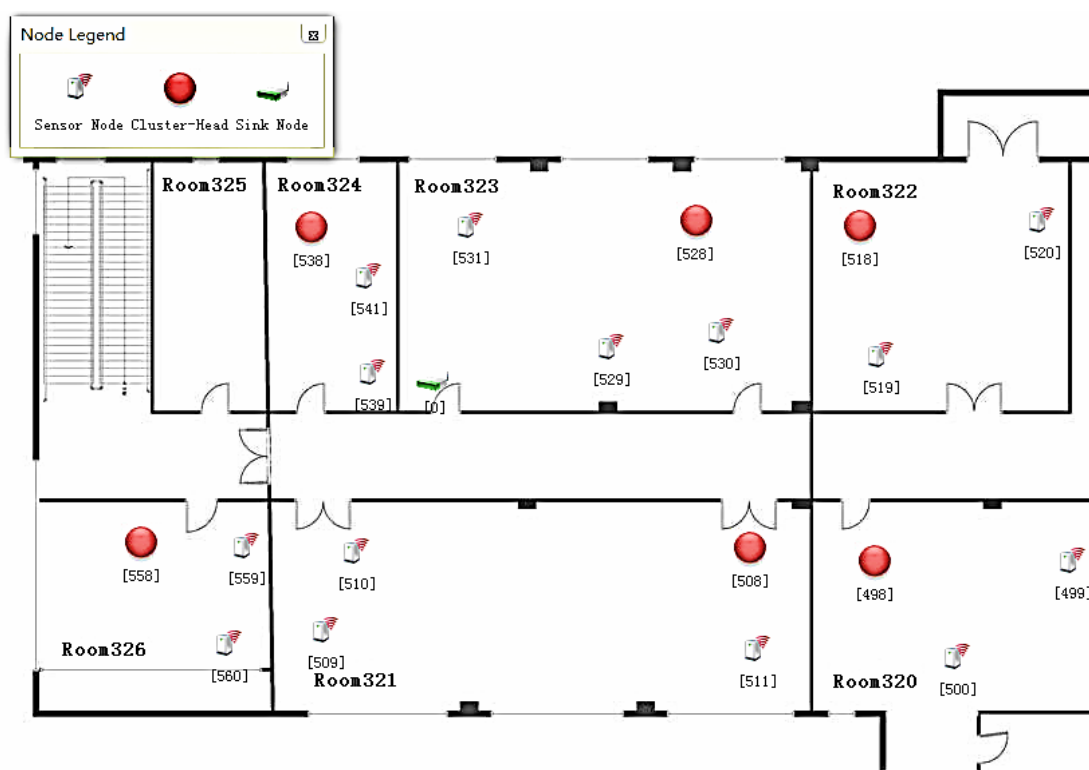 Node Legend
Sensor Node Cluster-Head Sink Node
Room325
Room324
Room323
Room322
[538]
[541]
[539]
[531]
[528]
[529]
[530]
[0]
[518]
[520]
[519]
[558]
[559]
[560]
Room326
[510]
[509]
Room321
[508]
[511]
[498]
[499]
[500]
Room320